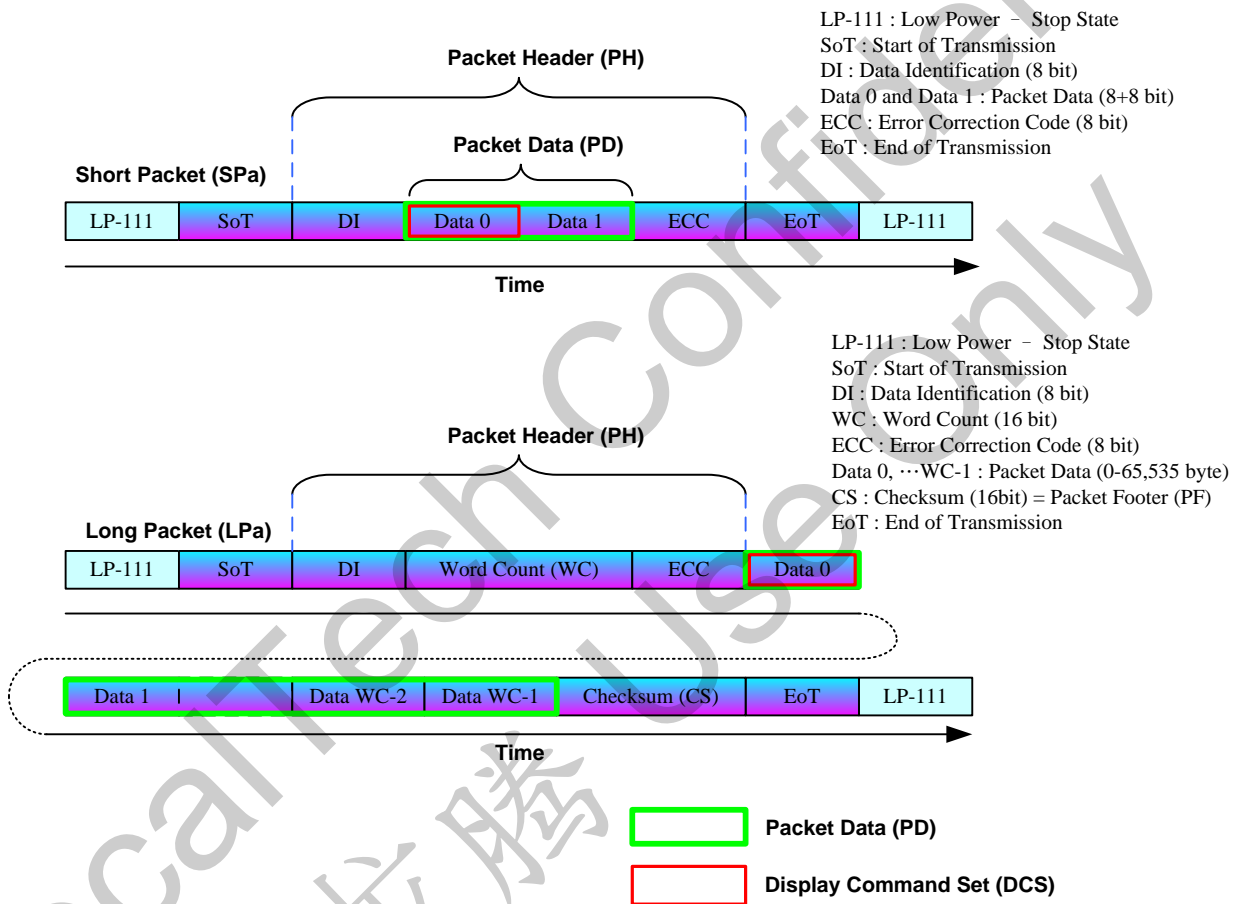 LP-111 : Low Power – Stop State
SoT : Start of Transmission
DI : Data Identification (8 bit)
Data 0 and Data 1 : Packet Data (8+8 bit)
ECC : Error Correction Code (8 bit)
EoT : End of Transmission
Packet Header (PH)
Packet Data (PD)
Short Packet (SPa)
LP-111 SoT DI Data 0 Data 1 ECC EoT LP-111
Time
LP-111 : Low Power – Stop State
SoT : Start of Transmission
DI : Data Identification (8 bit)
WC : Word Count (16 bit)
ECC : Error Correction Code (8 bit)
Data 0, ⋯WC-1 : Packet Data (0-65,535 byte)
CS : Checksum (16bit) = Packet Footer (PF)
EoT : End of Transmission
Packet Header (PH)
Long Packet (LPa)
LP-111 SoT DI Word Count (WC) ECC Data 0
Data 1 Data WC-2 Data WC-1 Checksum (CS) EoT LP-111
Time
Packet Data (PD)
Display Command Set (DCS)
Use Only